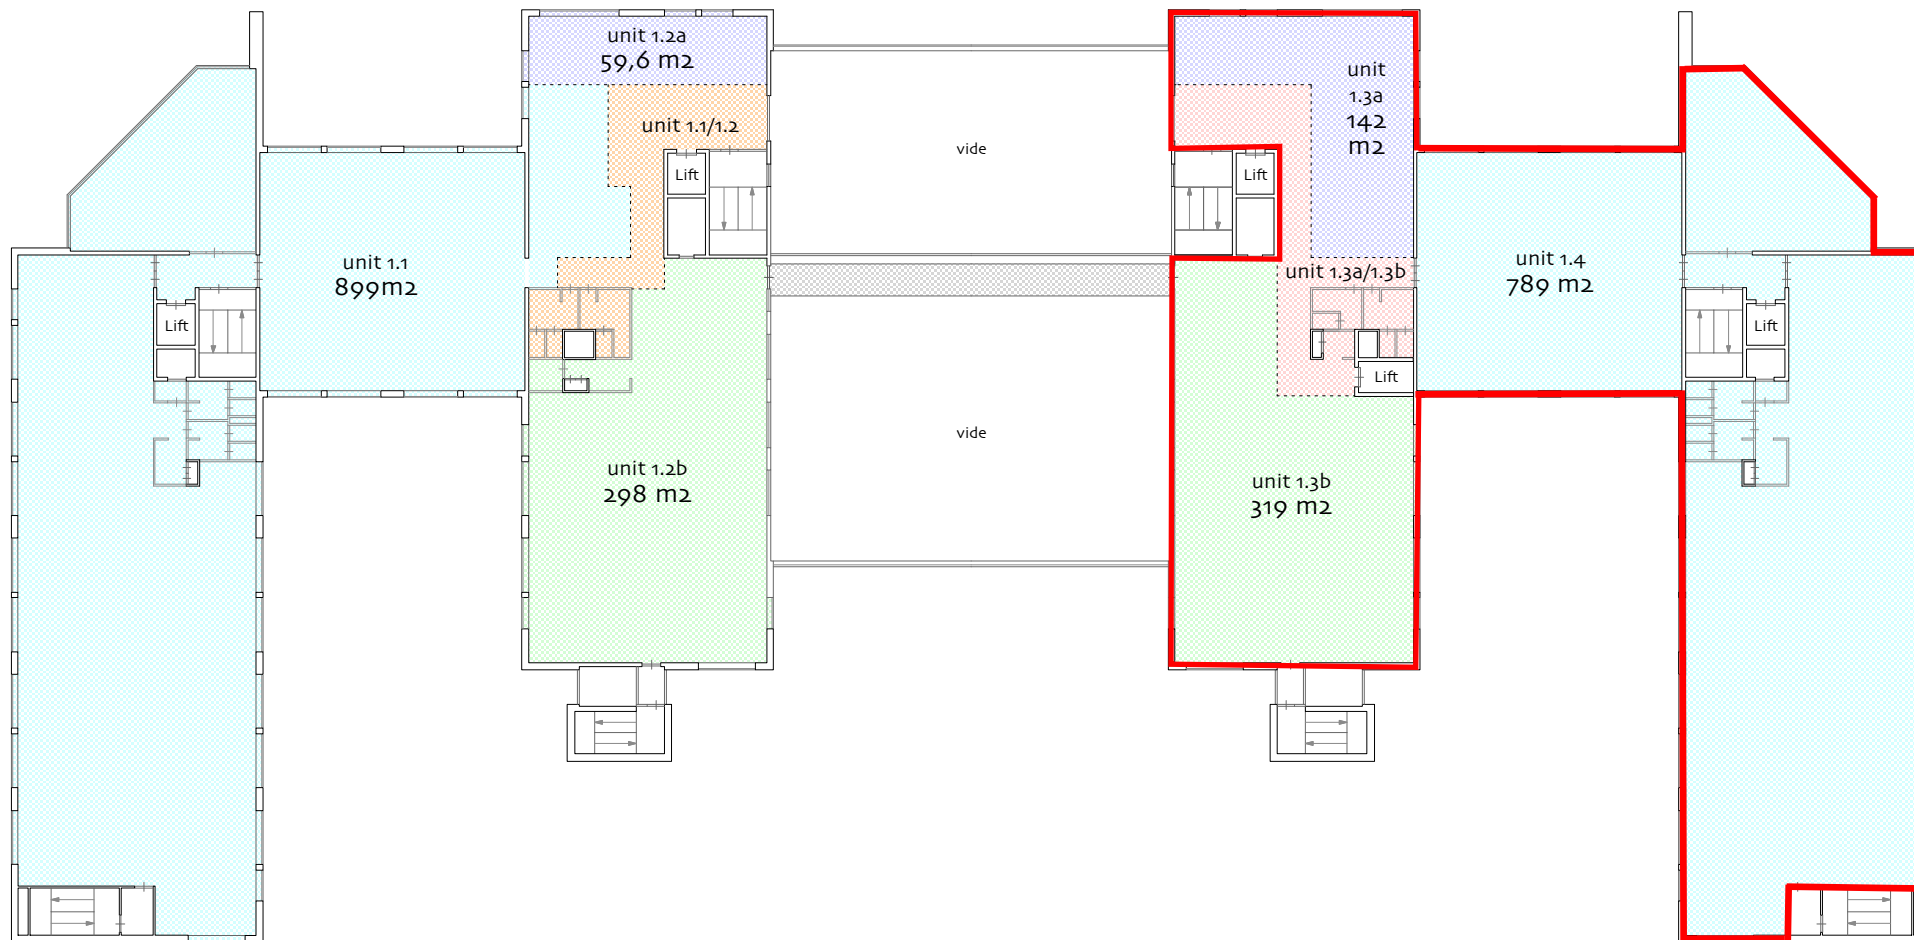 unit 1.2a
59,6 m2
unit
1.3a
142
m2
unit 1.1/1.2
vide
Lift
Lift
unit 1.1
899m2
unit 1.3a/1.3b
unit 1.4
789 m2
Lift
Lift
Lift
vide
unit 1.2b
298 m2
unit 1.3b
319 m2